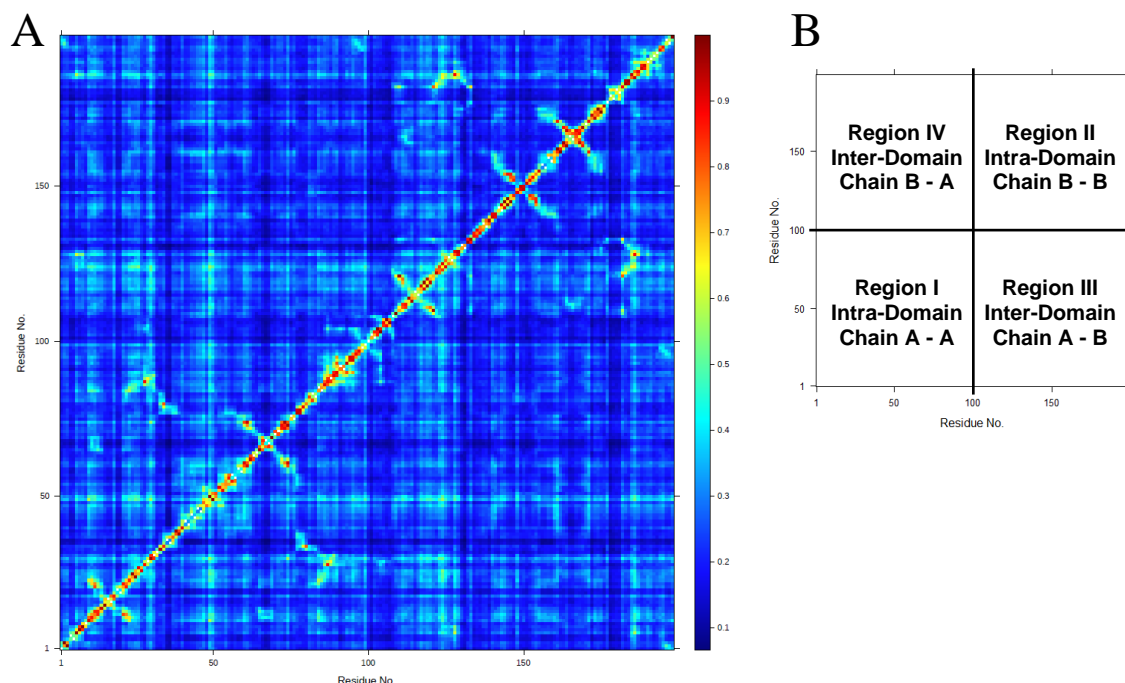 A
Residue No.
150
100
50
1
1
50
100
150
Residue No.
0.9
0.8
0.7
0.6
0.5
0.4
0.3
0.2
0.1
B
Residue No.
150
100
50
1
Region IV
Inter-Domain
Chain B - A
Region II
Intra-Domain
Chain B - B
Region I
Intra-Domain
Chain A - A
Region III
Inter-Domain
Chain A - B
1
50
100
150
Residue No.